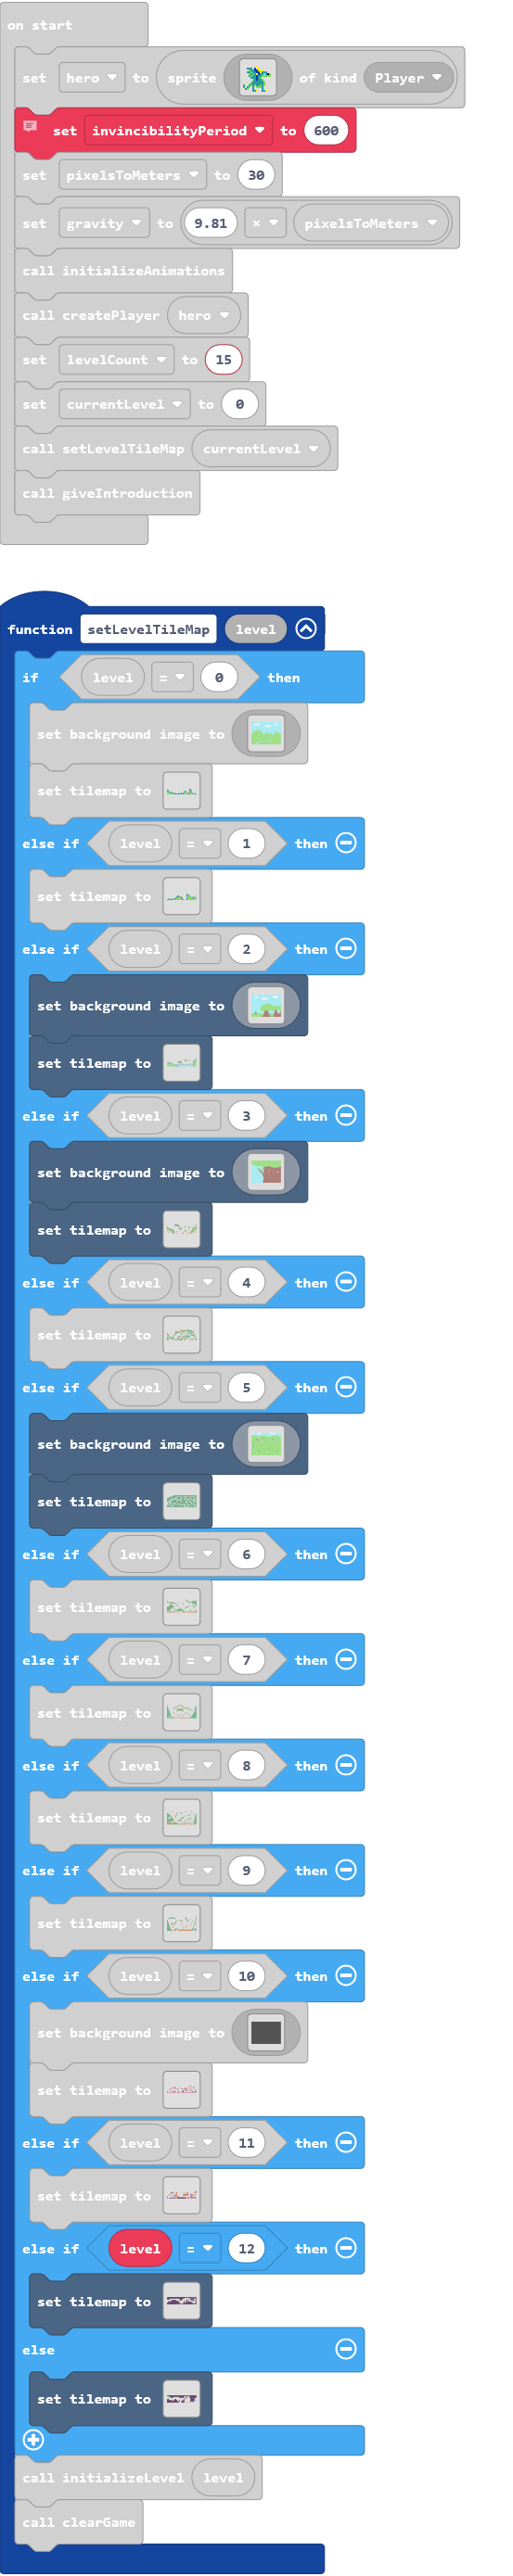 on start
set hero to sprite of kind Player
set invincibilityPeriod to 600
set pixelsToMeters to 30
set gravity to 9.81 × pixelsToMeters
call initializeAnimations
call createPlayer hero
set levelCount to 15
set currentLevel to 0
call setLevelTileMap currentLevel
call giveIntroduction
function setLevelTileMap level
if level = 0 then
set background image to
set tilemap to
else if level = 1 then
set tilemap to
else if level = 2 then
set background image to
set tilemap to
else if level = 3 then
set background image to
set tilemap to
else if level = 4 then
set tilemap to
else if level = 5 then
set background image to
set tilemap to
else if level = 6 then
set tilemap to
else if level = 7 then
set tilemap to
else if level = 8 then
set tilemap to
else if level = 9 then
set tilemap to
else if level = 10 then
set background image to
set tilemap to
else if level = 11 then
set tilemap to
else if level = 12 then
set tilemap to
else
set tilemap to
call initializeLevel level
call clearGame